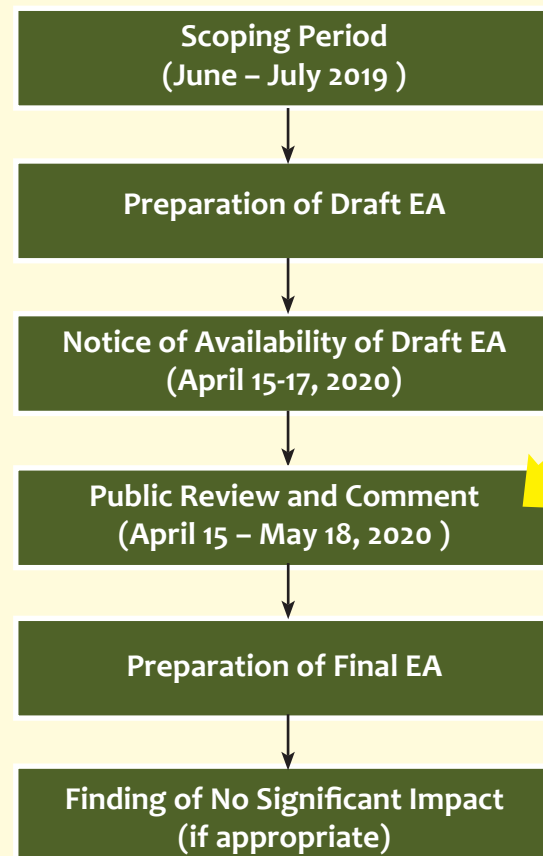 Scoping Period
(June – July 2019 )
Preparation of Draft EA
Notice of Availability of Draft EA
(April 15-17, 2020)
Public Review and Comment
(April 15 – May 18, 2020 )
Preparation of Final EA
Finding of No Significant Impact
(if appropriate)